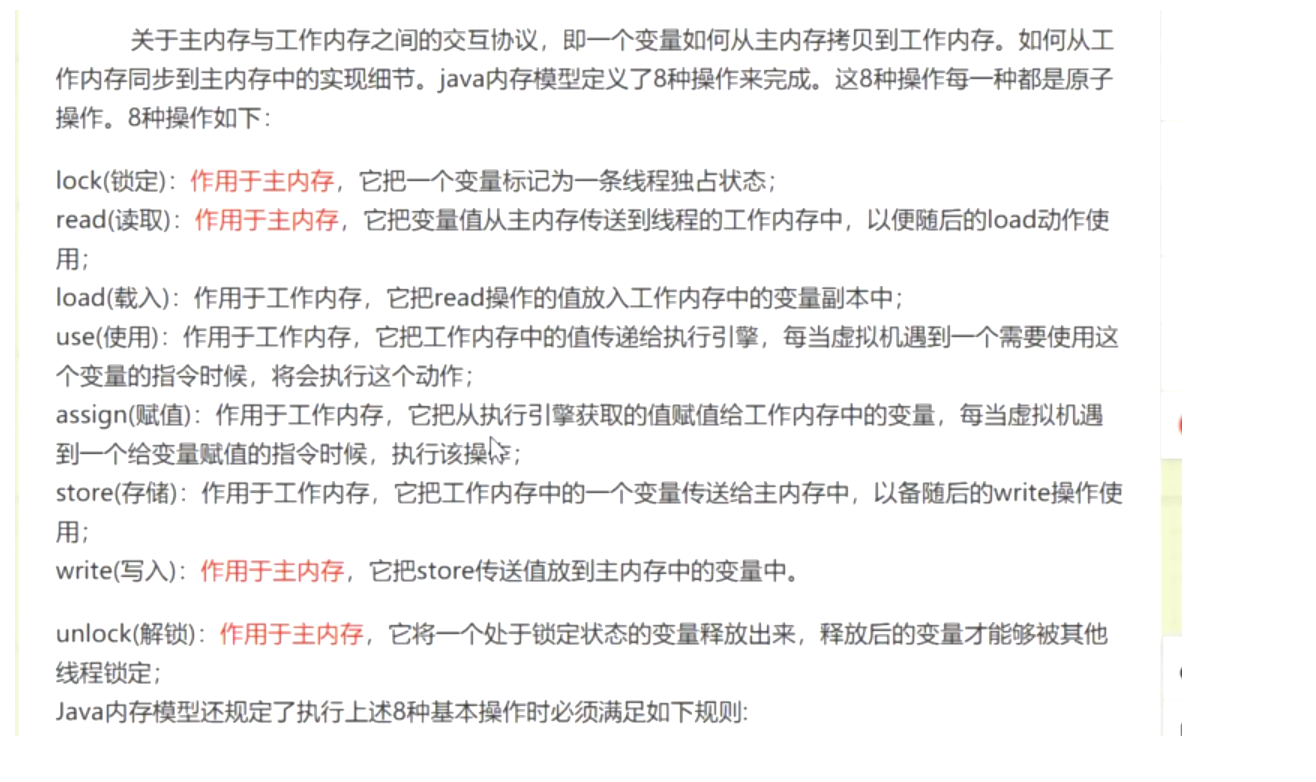 关于主内存与工作内存之间的交互协议，即一个变量如何从主内存拷贝到工作内存。如何从工
作内存同步到主内存中的实现细节。java内存模型定义了8种操作来完成。这8种操作每一种都是原子
操作。8种操作如下：
lock(锁定)：作用于主内存，它把一个变量标记为一条线程独占状态；
read(读取)：作用于主内存，它把变量值从主内存传送到线程的工作内存中，以便随后的load动作使
用；
load(载入)：作用于工作内存，它把read操作的值放入工作内存中的变量副本中；
use(使用)：作用于工作内存，它把工作内存中的值传递给执行引擎，每当虚拟机遇到一个需要使用这
个变量的指令时候，将会执行这个动作；
assign(赋值)：作用于工作内存，它把从执行引擎获取的值赋值给工作内存中的变量，每当虚拟机遇
到一个给变量赋值的指令时候，执行该操作；
store(存储)：作用于工作内存，它把工作内存中的一个变量传送给主内存中，以备随后的write操作使
用；
write(写入)：作用于主内存，它把store传送值放到主内存中的变量中。
unlock(解锁)：作用于主内存，它将一个处于锁定状态的变量释放出来，释放后的变量才能够被其他
线程锁定；
Java内存模型还规定了执行上述8种基本操作时必须满足如下规则: